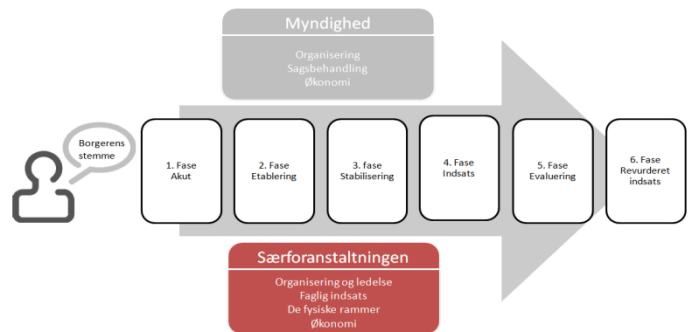 Myndighed
Organisering
Sagsbehandling
Økonomi
Borgerens
stemme
1. Fase
Akut
2. Fase
Etablering
3. fase
Stabilisering
4. Fase
Indsats
5. Fase
Evaluering
6. Fase
Revurderet
indsats
Særforanstaltningen
Organisering og ledelse
Faglig indsats
De fysiske rammer
Økonomi